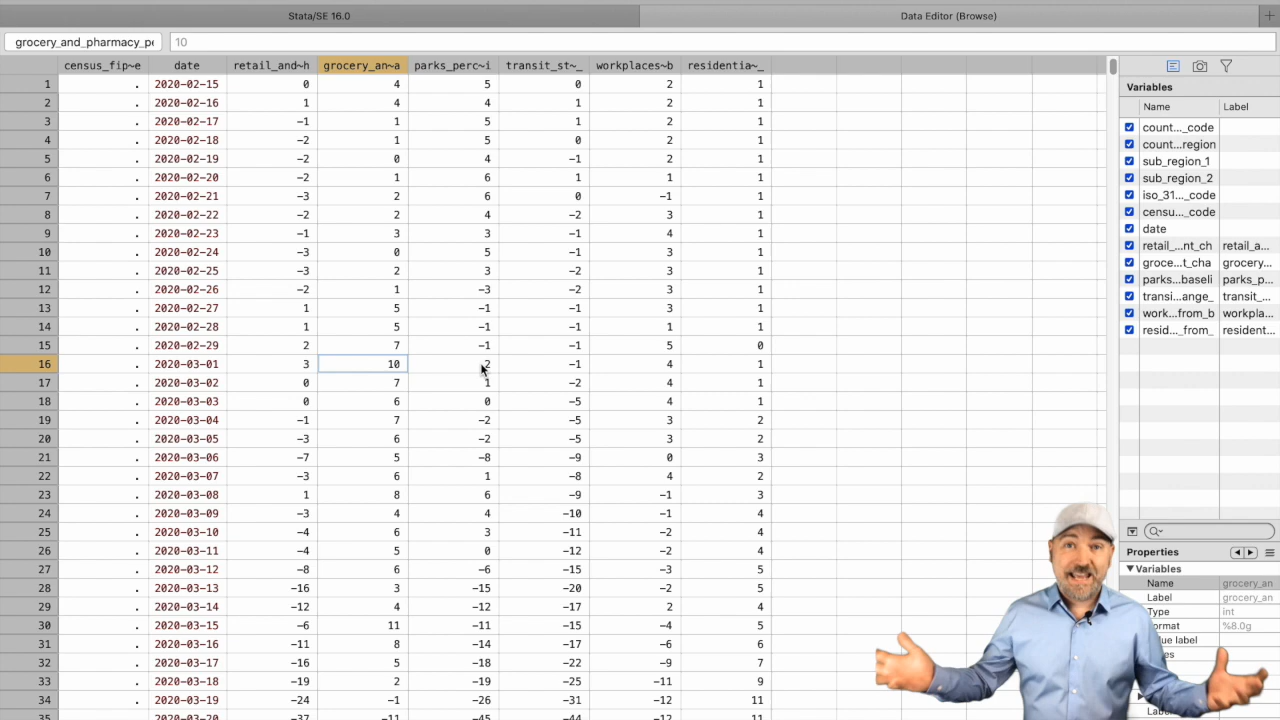 Stata/SE 16.0 Data Editor (Browse)
grocery_and_pharmacy_pe 10
census_fip~e date retail_and~h grocery_an~a parks_perc~i transit_st~_ workplaces~b residentia~_
1 . 2020-02-15 0 4 5 0 2 1
2 . 2020-02-16 1 4 4 1 2 1
3 . 2020-02-17 -1 1 5 1 2 1
4 . 2020-02-18 -2 1 5 0 2 1
5 . 2020-02-19 -2 0 4 -1 2 1
6 . 2020-02-20 -2 1 6 1 1 1
7 . 2020-02-21 -3 2 6 0 -1 1
8 . 2020-02-22 -2 2 4 -2 3 1
9 . 2020-02-23 -1 3 3 -1 4 1
10 . 2020-02-24 -3 0 5 -1 3 1
11 . 2020-02-25 -3 2 3 -2 3 1
12 . 2020-02-26 -2 1 -3 -2 3 1
13 . 2020-02-27 1 5 -1 -1 3 1
14 . 2020-02-28 1 5 -1 -1 1 1
15 . 2020-02-29 2 7 -1 -1 5 0
16 . 2020-03-01 3 10 2 -1 4 1
17 . 2020-03-02 0 7 1 -2 4 1
18 . 2020-03-03 0 6 0 -5 4 1
19 . 2020-03-04 -1 7 -2 -5 3 2
20 . 2020-03-05 -3 6 -2 -5 3 2
21 . 2020-03-06 -7 5 -8 -9 0 3
22 . 2020-03-07 -3 6 1 -8 4 2
23 . 2020-03-08 1 8 6 -9 -1 3
24 . 2020-03-09 -3 4 4 -10 -1 4
25 . 2020-03-10 -4 6 3 -11 -2 4
26 . 2020-03-11 -4 5 0 -12 -2 4
27 . 2020-03-12 -8 6 -6 -15 -3 5
28 . 2020-03-13 -16 3 -15 -20 -2 5
29 . 2020-03-14 -12 4 -12 -17 2 4
30 . 2020-03-15 -6 11 -11 -15 -4 5
31 . 2020-03-16 -11 8 -14 -17 -6 6
32 . 2020-03-17 -16 5 -18 -22 -9 7
33 . 2020-03-18 -19 2 -19 -25 -11 9
34 . 2020-03-19 -24 -1 -26 -31 -12 11
35 . 2020-03-20 -37 -11 -45 -44 -12 11
Variables
Name Label
count..._code
count...region
sub_region_1
sub_region_2
iso_31..._code
censu..._code
date
retail_...nt_ch retail_a...
groce...t_cha grocery...
parks...baseli parks_p...
transi...ange_ transit_...
work...from_b workpla...
resid...from_ resident...
Properties
Variables
Name grocery_an
Label grocery_an
Type int
ormat %8.0g
lue label
Labe